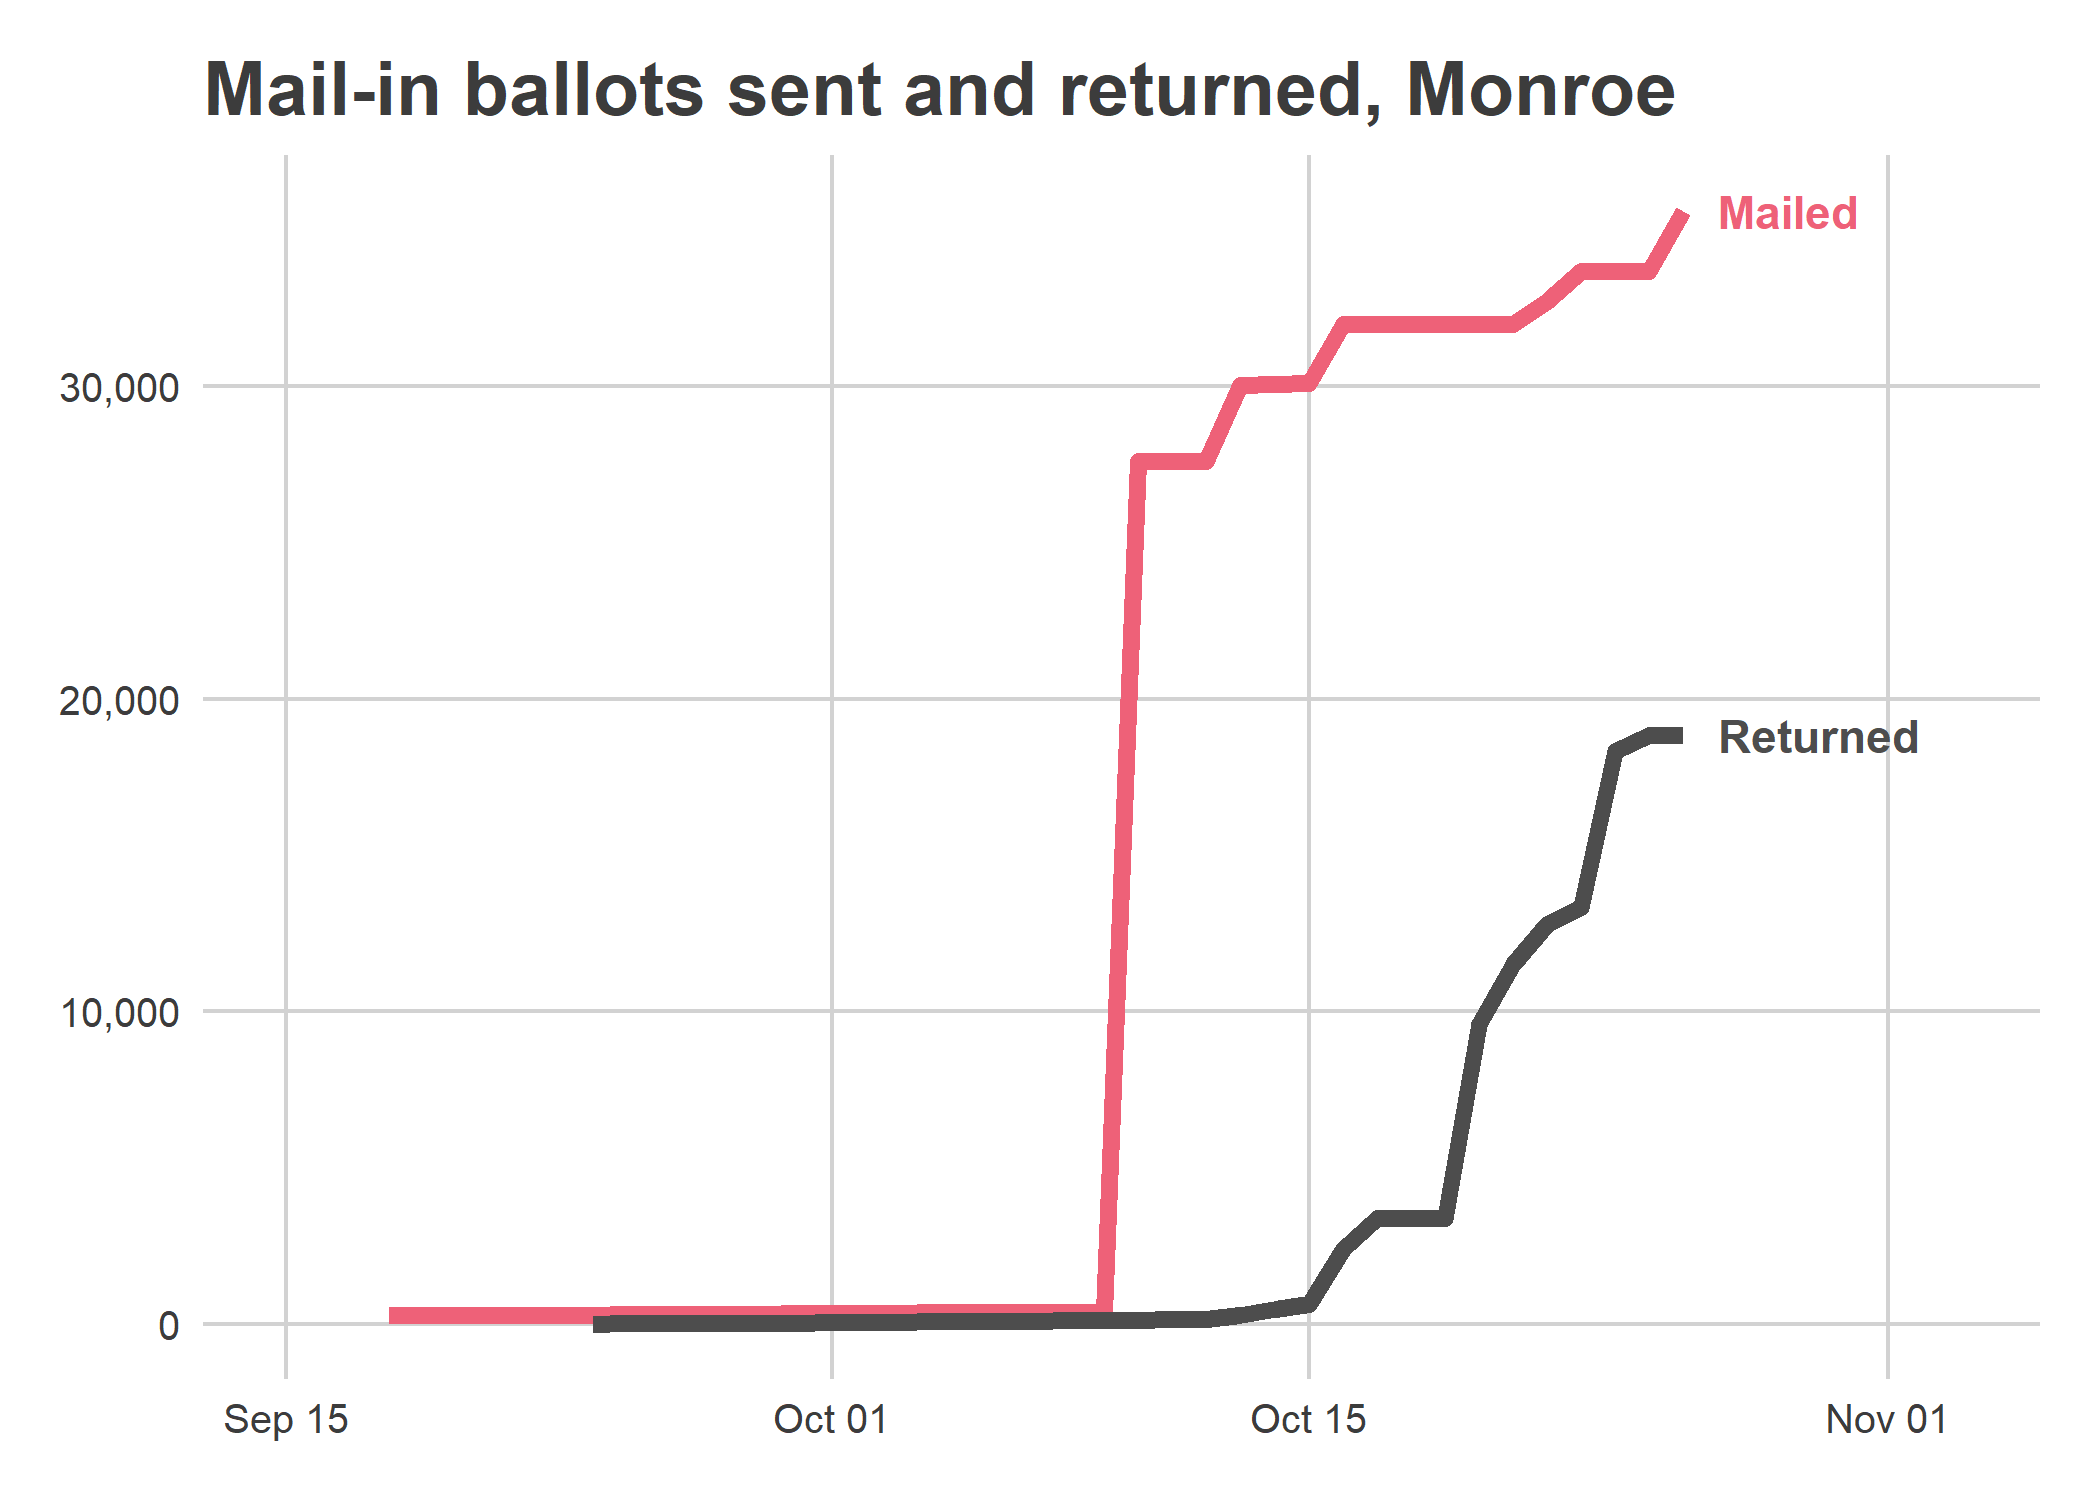 Mail-in ballots sent and returned, Monroe
Mailed
30,000
20,000
Returned
10,000
0
Sep 15
Oct 01
Oct 15
Nov 01